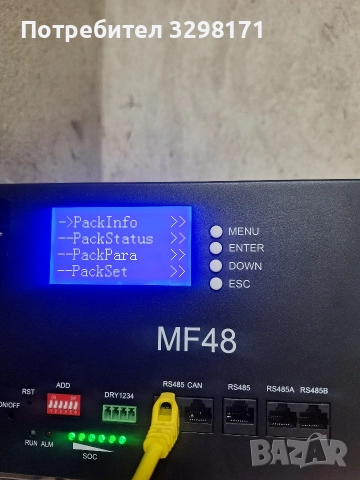 Потребител 3298171
->PackInfo >>
--PackStatus >>
--PackPara >>
--PackSet >>
MENU
ENTER
DOWN
ESC
MF48
RST
ADD
DRY1234
RS485 CAN
RS485
RS485A RS485B
ON/OFF
RUN ALM
SOC
BAZAR